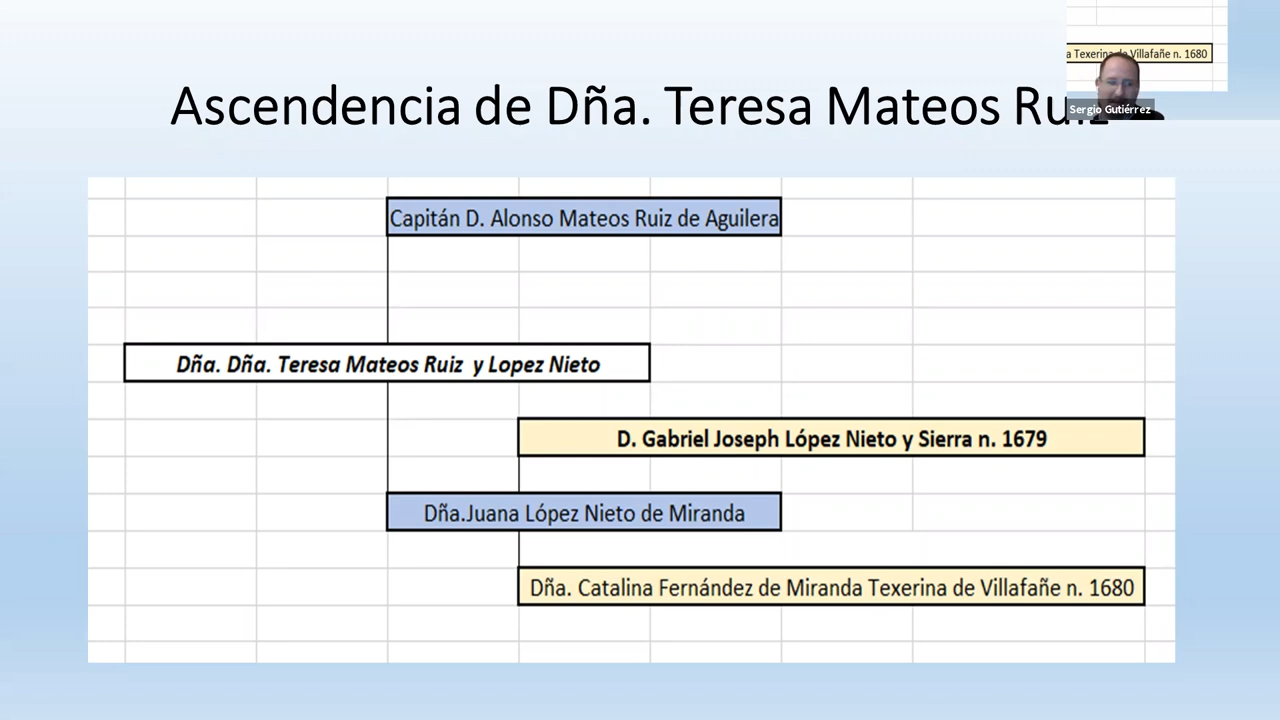 a Texerina de Villafañe n. 1680
Sergio Gutiérrez
Ascendencia de Dña. Teresa Mateos Ruiz
Capitán D. Alonso Mateos Ruiz de Aguilera
Dña. Dña. Teresa Mateos Ruiz y Lopez Nieto
D. Gabriel Joseph López Nieto y Sierra n. 1679
Dña.Juana López Nieto de Miranda
Dña. Catalina Fernández de Miranda Texerina de Villafañe n. 1680